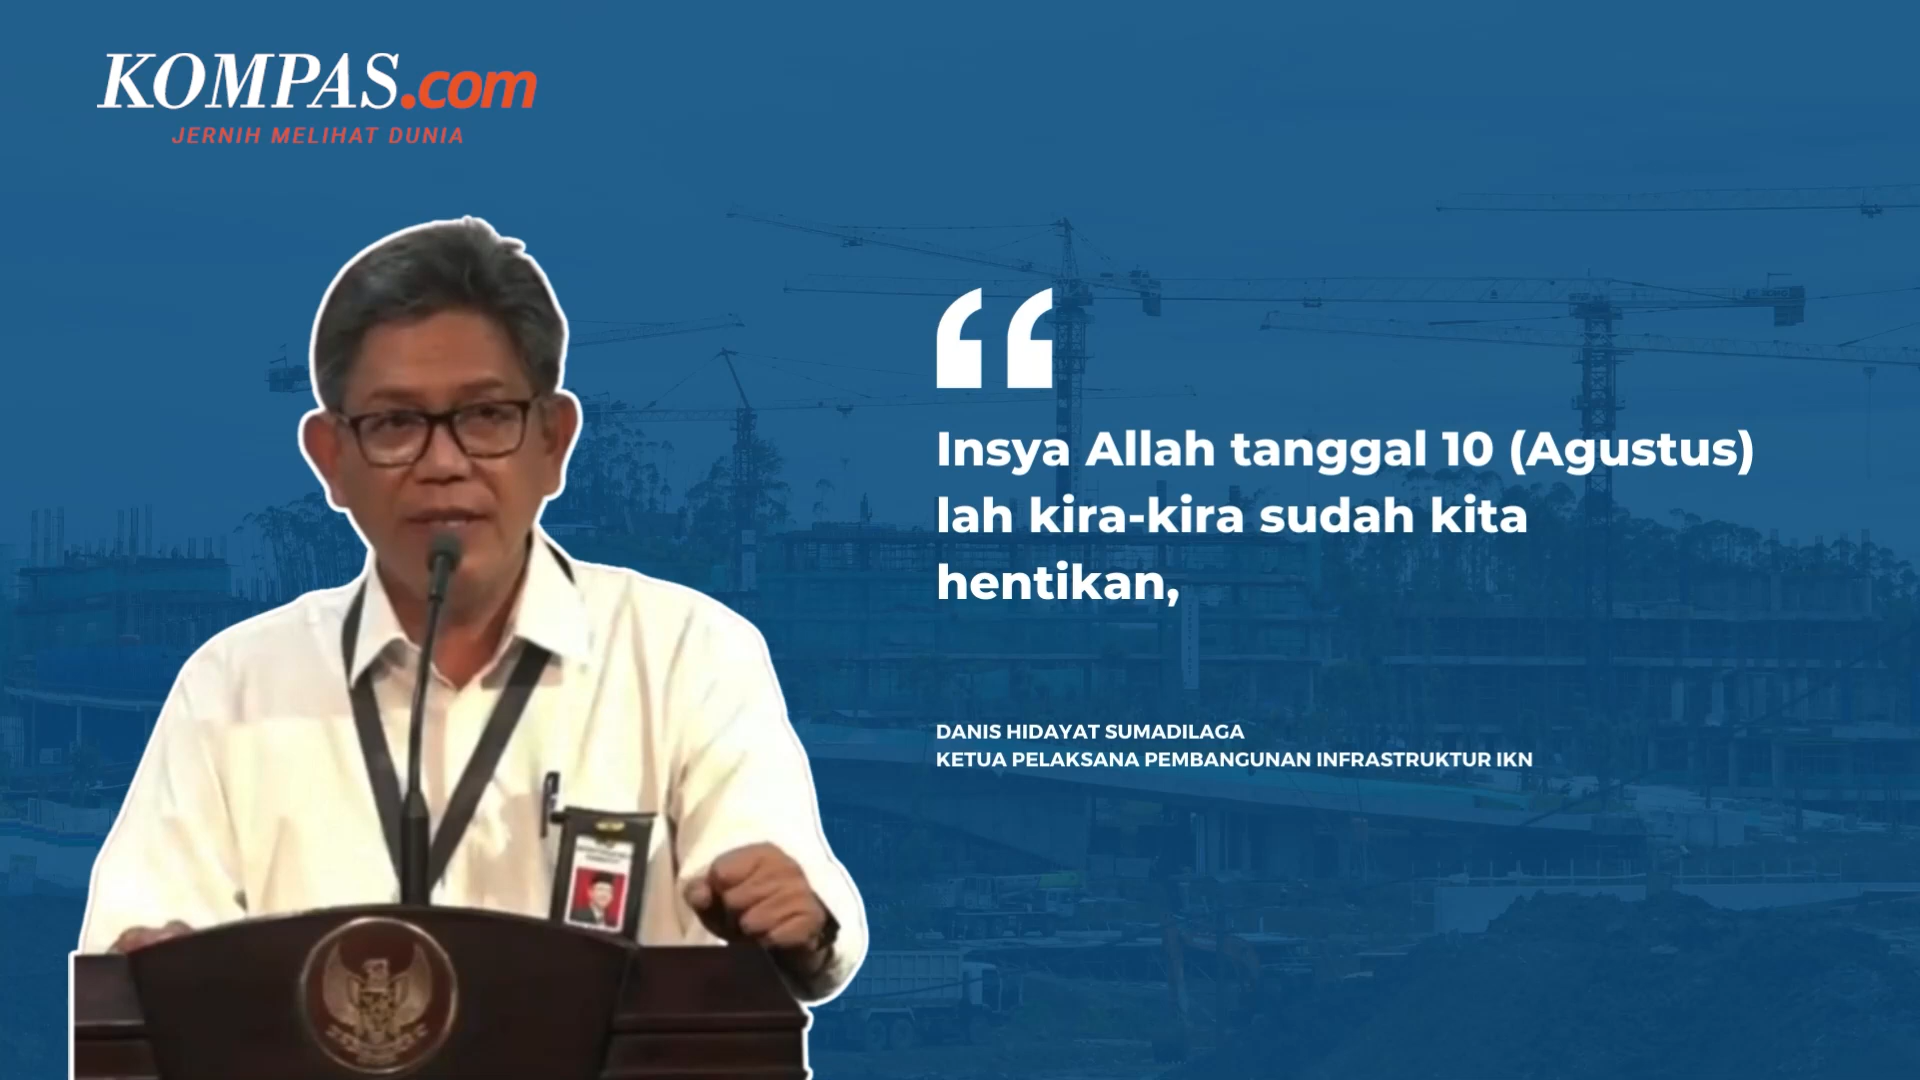 KOMPAS.com
JERNIH MELIHAT DUNIA
Insya Allah tanggal 10 (Agustus)
lah kira-kira sudah kita
hentikan,
DANIS HIDAYAT SUMADILAGA
KETUA PELAKSANA PEMBANGUNAN INFRASTRUKTUR IKN